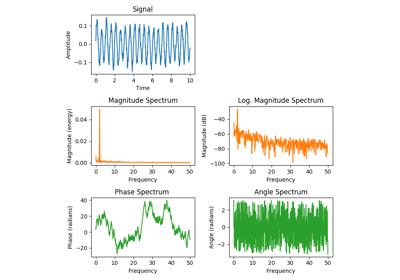 Signal
Amplitude
0.1
0.0
−0.1
0 2 4 6 8 10
Time
Magnitude Spectrum
Magnitude (energy)
0.04
0.02
0.00
0 10 20 30 40 50
Frequency
Log. Magnitude Spectrum
Magnitude (dB)
−40
−60
−80
−100
0 10 20 30 40 50
Frequency
Phase Spectrum
Phase (radians)
40
20
0
−20
0 10 20 30 40 50
Frequency
Angle Spectrum
Angle (radians)
2
0
−2
0 10 20 30 40 50
Frequency